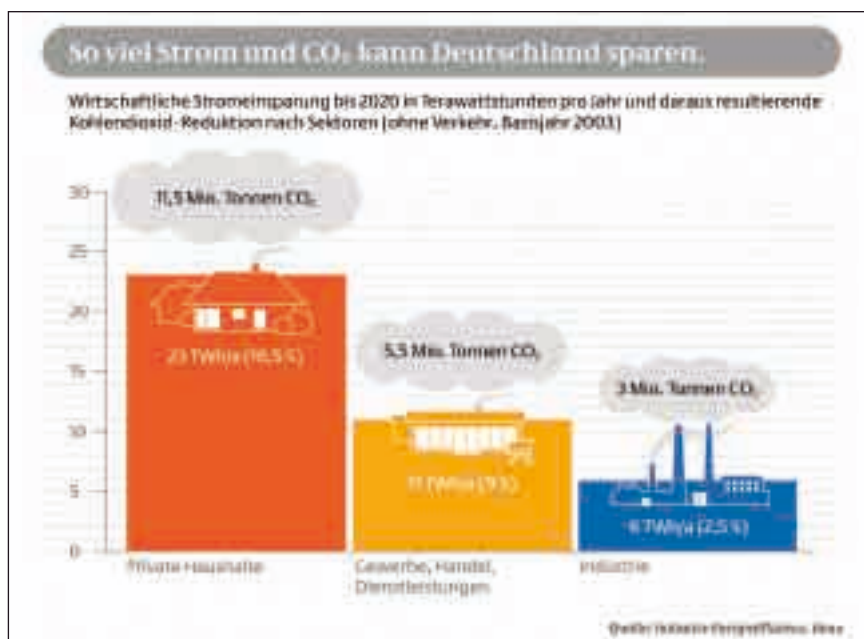 So viel Strom und CO₂ kann Deutschland sparen.
Wirtschaftliche Stromeinsparung bis 2020 in Terawattstunden pro Jahr und daraus resultierende
Kohlendioxid-Reduktion nach Sektoren (ohne Verkehr, Basisjahr 2003)
30
25
20
15
10
5
0
11,5 Mio. Tonnen CO₂
23 TWh/a (16,5 %)
Private Haushalte
5,5 Mio. Tonnen CO₂
11 TWh/a (9 %)
Gewerbe, Handel,
Dienstleistungen
3 Mio. Tonnen CO₂
6 TWh/a (2,5 %)
Industrie
Quelle: